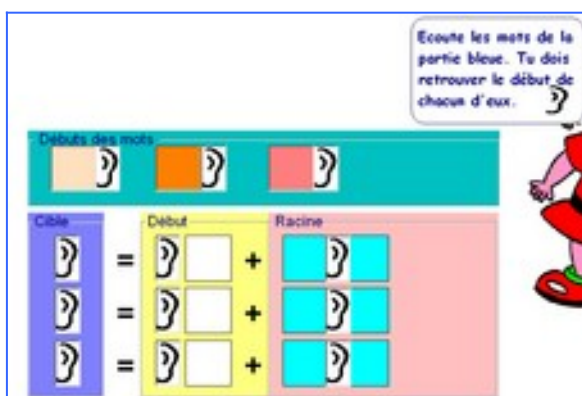 Ecoute les mots de la
partie bleue. Tu dois
retrouver le début de
chacun d'eux.
Débuts des mots
Cible Début Racine
= +
= +
= +